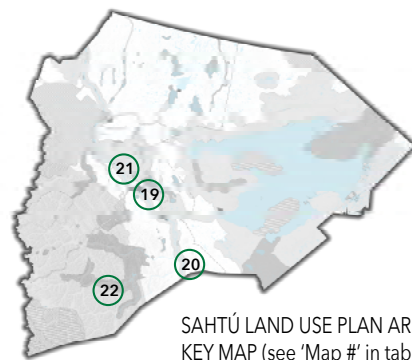 21
19
20
22
SAHTÚ LAND USE PLAN AR
KEY MAP (see ‘Map #’ in tab